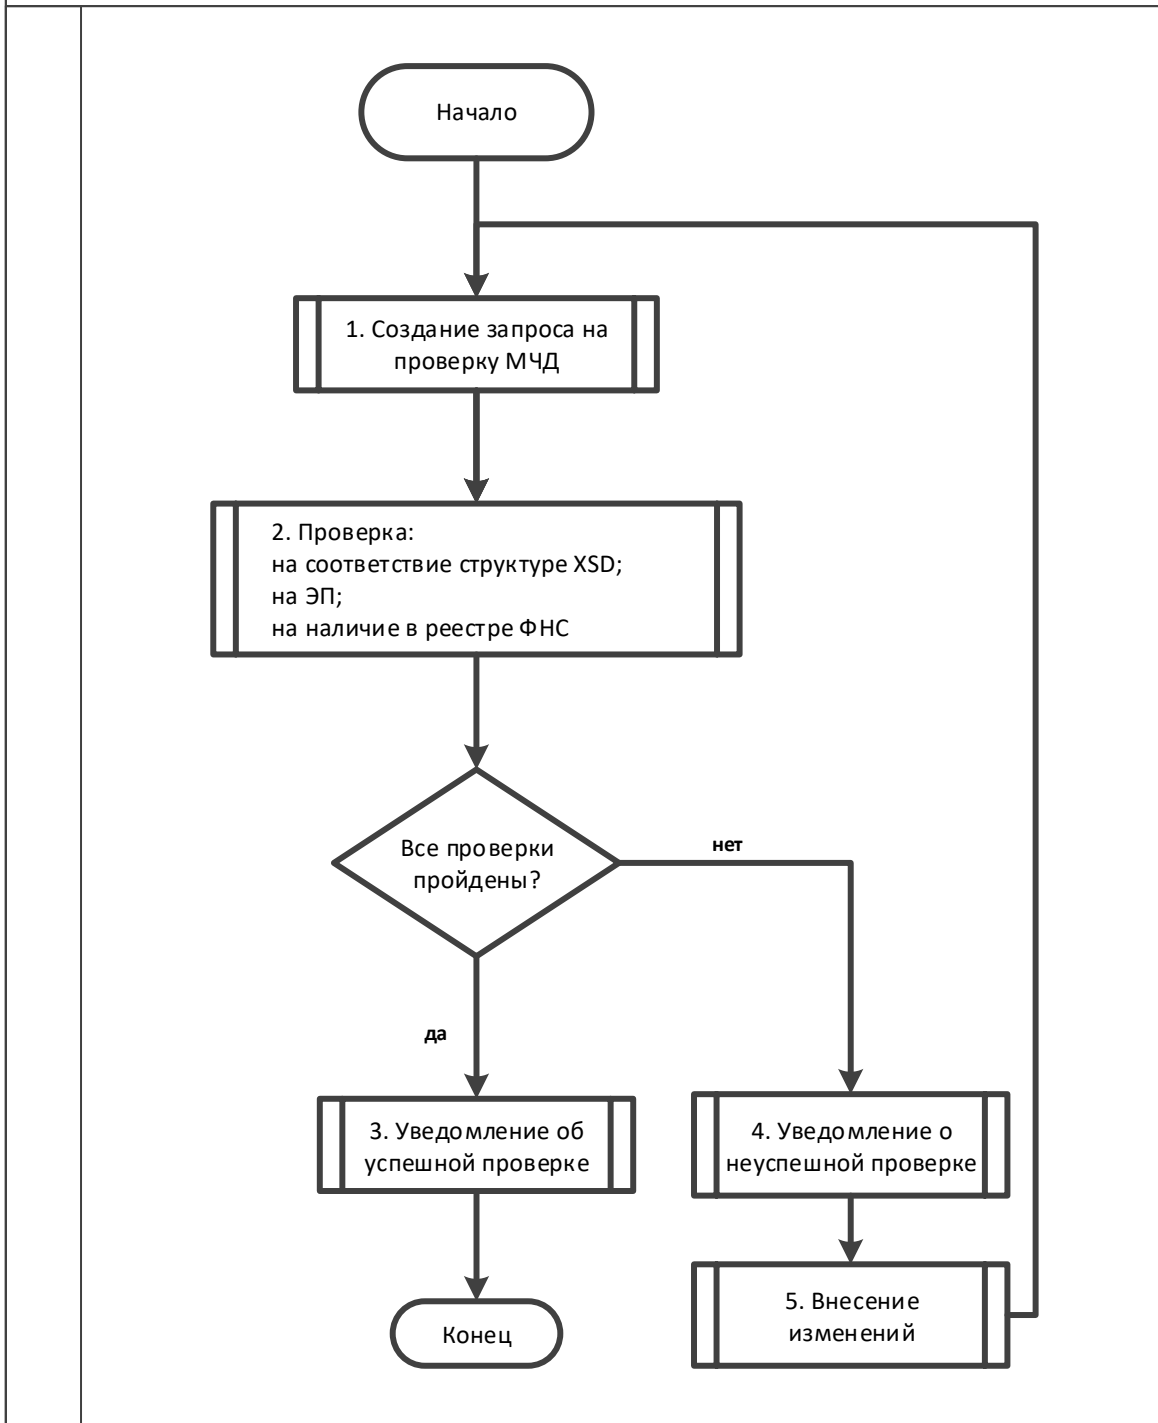 Начало
1. Создание запроса на
проверку МЧД
2. Проверка:
на соответствие структуре XSD;
на ЭП;
на наличие в реестре ФНС
Все проверки
пройдены?
нет
да
3. Уведомление об
успешной проверке
4. Уведомление о
неуспешной проверке
5. Внесение
изменений
Конец